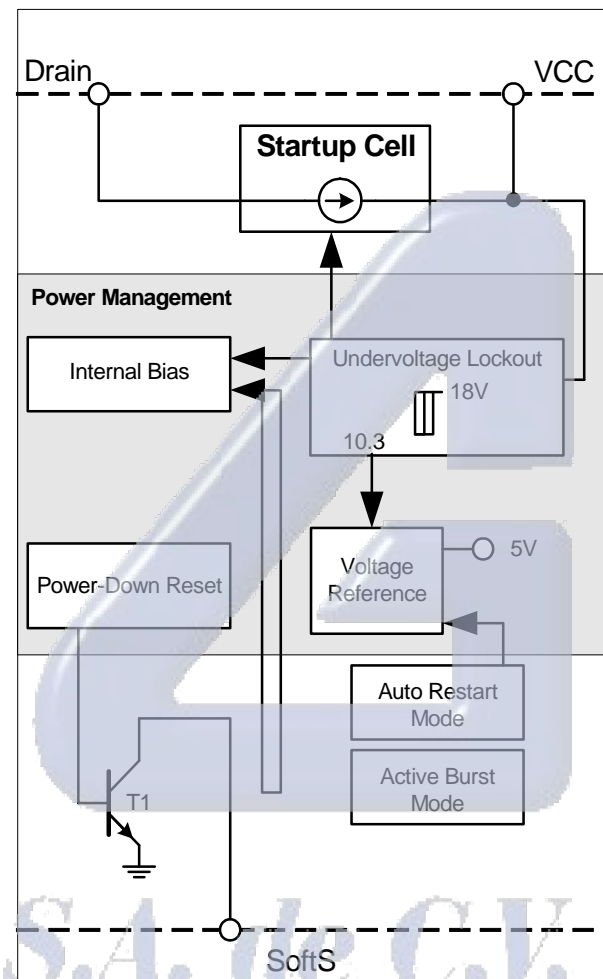 Drain
VCC
Startup Cell
Power Management
Internal Bias
Undervoltage Lockout
18V
10.3
Power-Down Reset
Voltage
Reference
5V
Auto Restart
Mode
Active Burst
Mode
T1
S.A. de C.V.
SoftS